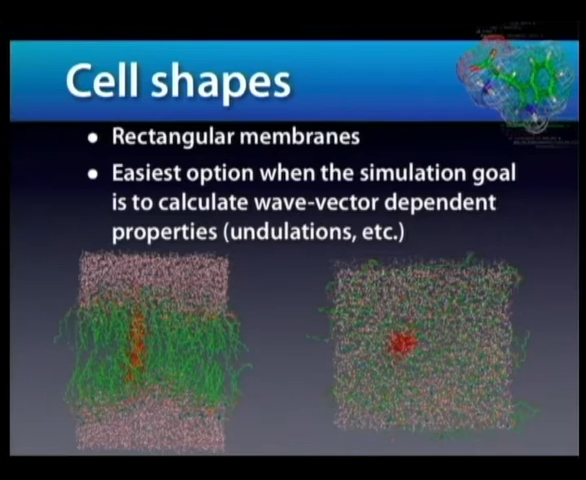 Cell shapes
• Rectangular membranes
• Easiest option when the simulation goal
is to calculate wave-vector dependent
properties (undulations, etc.)